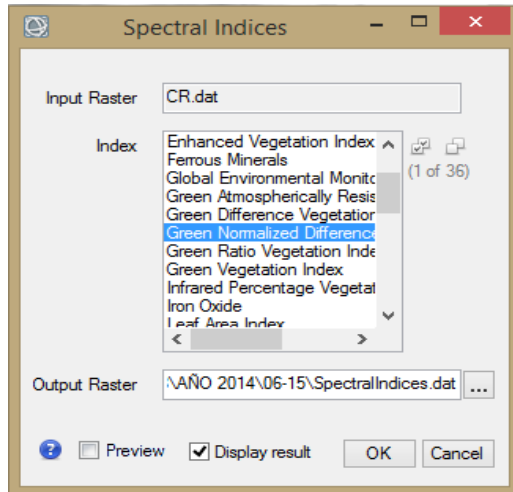 Spectral Indices
Input Raster CR.dat
Index
Enhanced Vegetation Index
Ferrous Minerals
Global Environmental Monitc
Green Atmospherically Resis
Green Difference Vegetation
Green Normalized Difference
Green Ratio Vegetation Inde
Green Vegetation Index
Infrared Percentage Vegetat
Iron Oxide
Leaf Area Index
(1 of 36)
Output Raster :\AÑO 2014\06-15\SpectralIndices.dat ...
Preview Display result OK Cancel